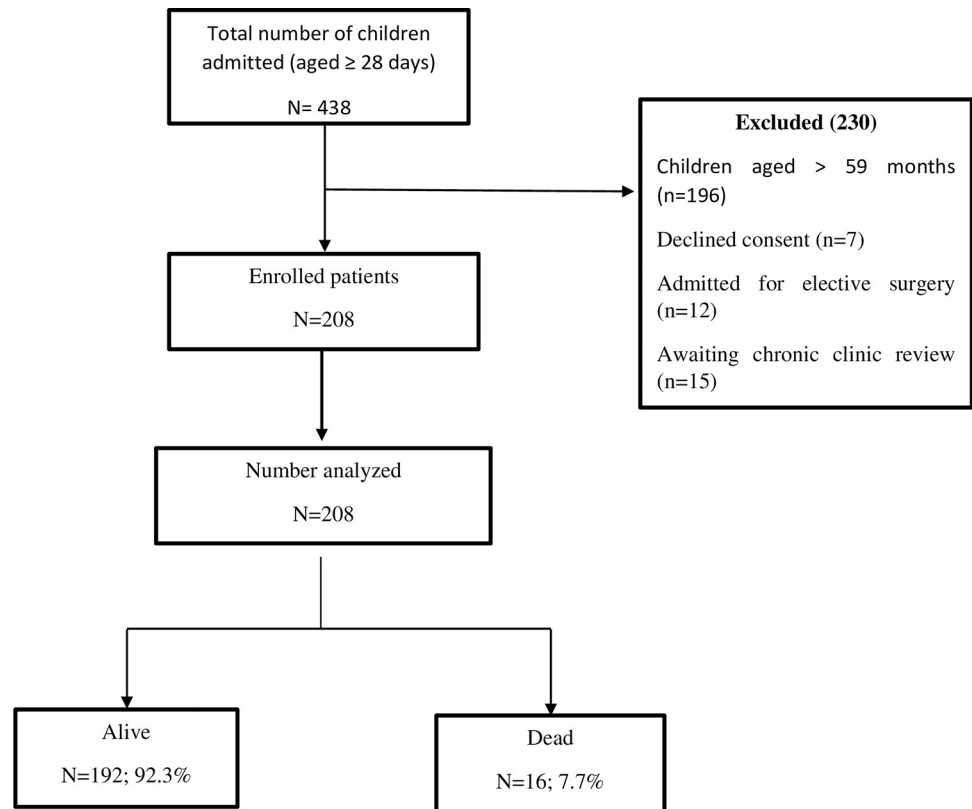 Total number of children
admitted (aged ≥ 28 days)
N= 438
Excluded (230)
Children aged > 59 months
(n=196)
Declined consent (n=7)
Admitted for elective surgery
(n=12)
Awaiting chronic clinic review
(n=15)
Enrolled patients
N=208
Number analyzed
N=208
Alive
N=192; 92.3%
Dead
N=16; 7.7%